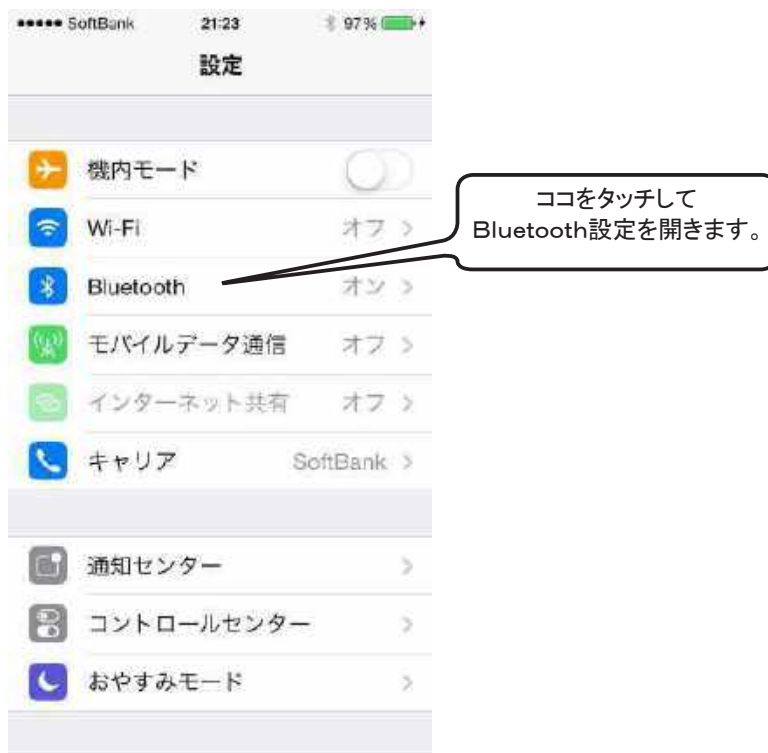 ●●●●● SoftBank 21:23 97%
設定
機内モード
Wi-Fi オフ
ココをタッチして
Bluetooth設定を開きます。
Bluetooth オン
モバイルデータ通信 オフ
インターネット共有 オフ
キャリア SoftBank
通知センター
コントロールセンター
おやすみモード